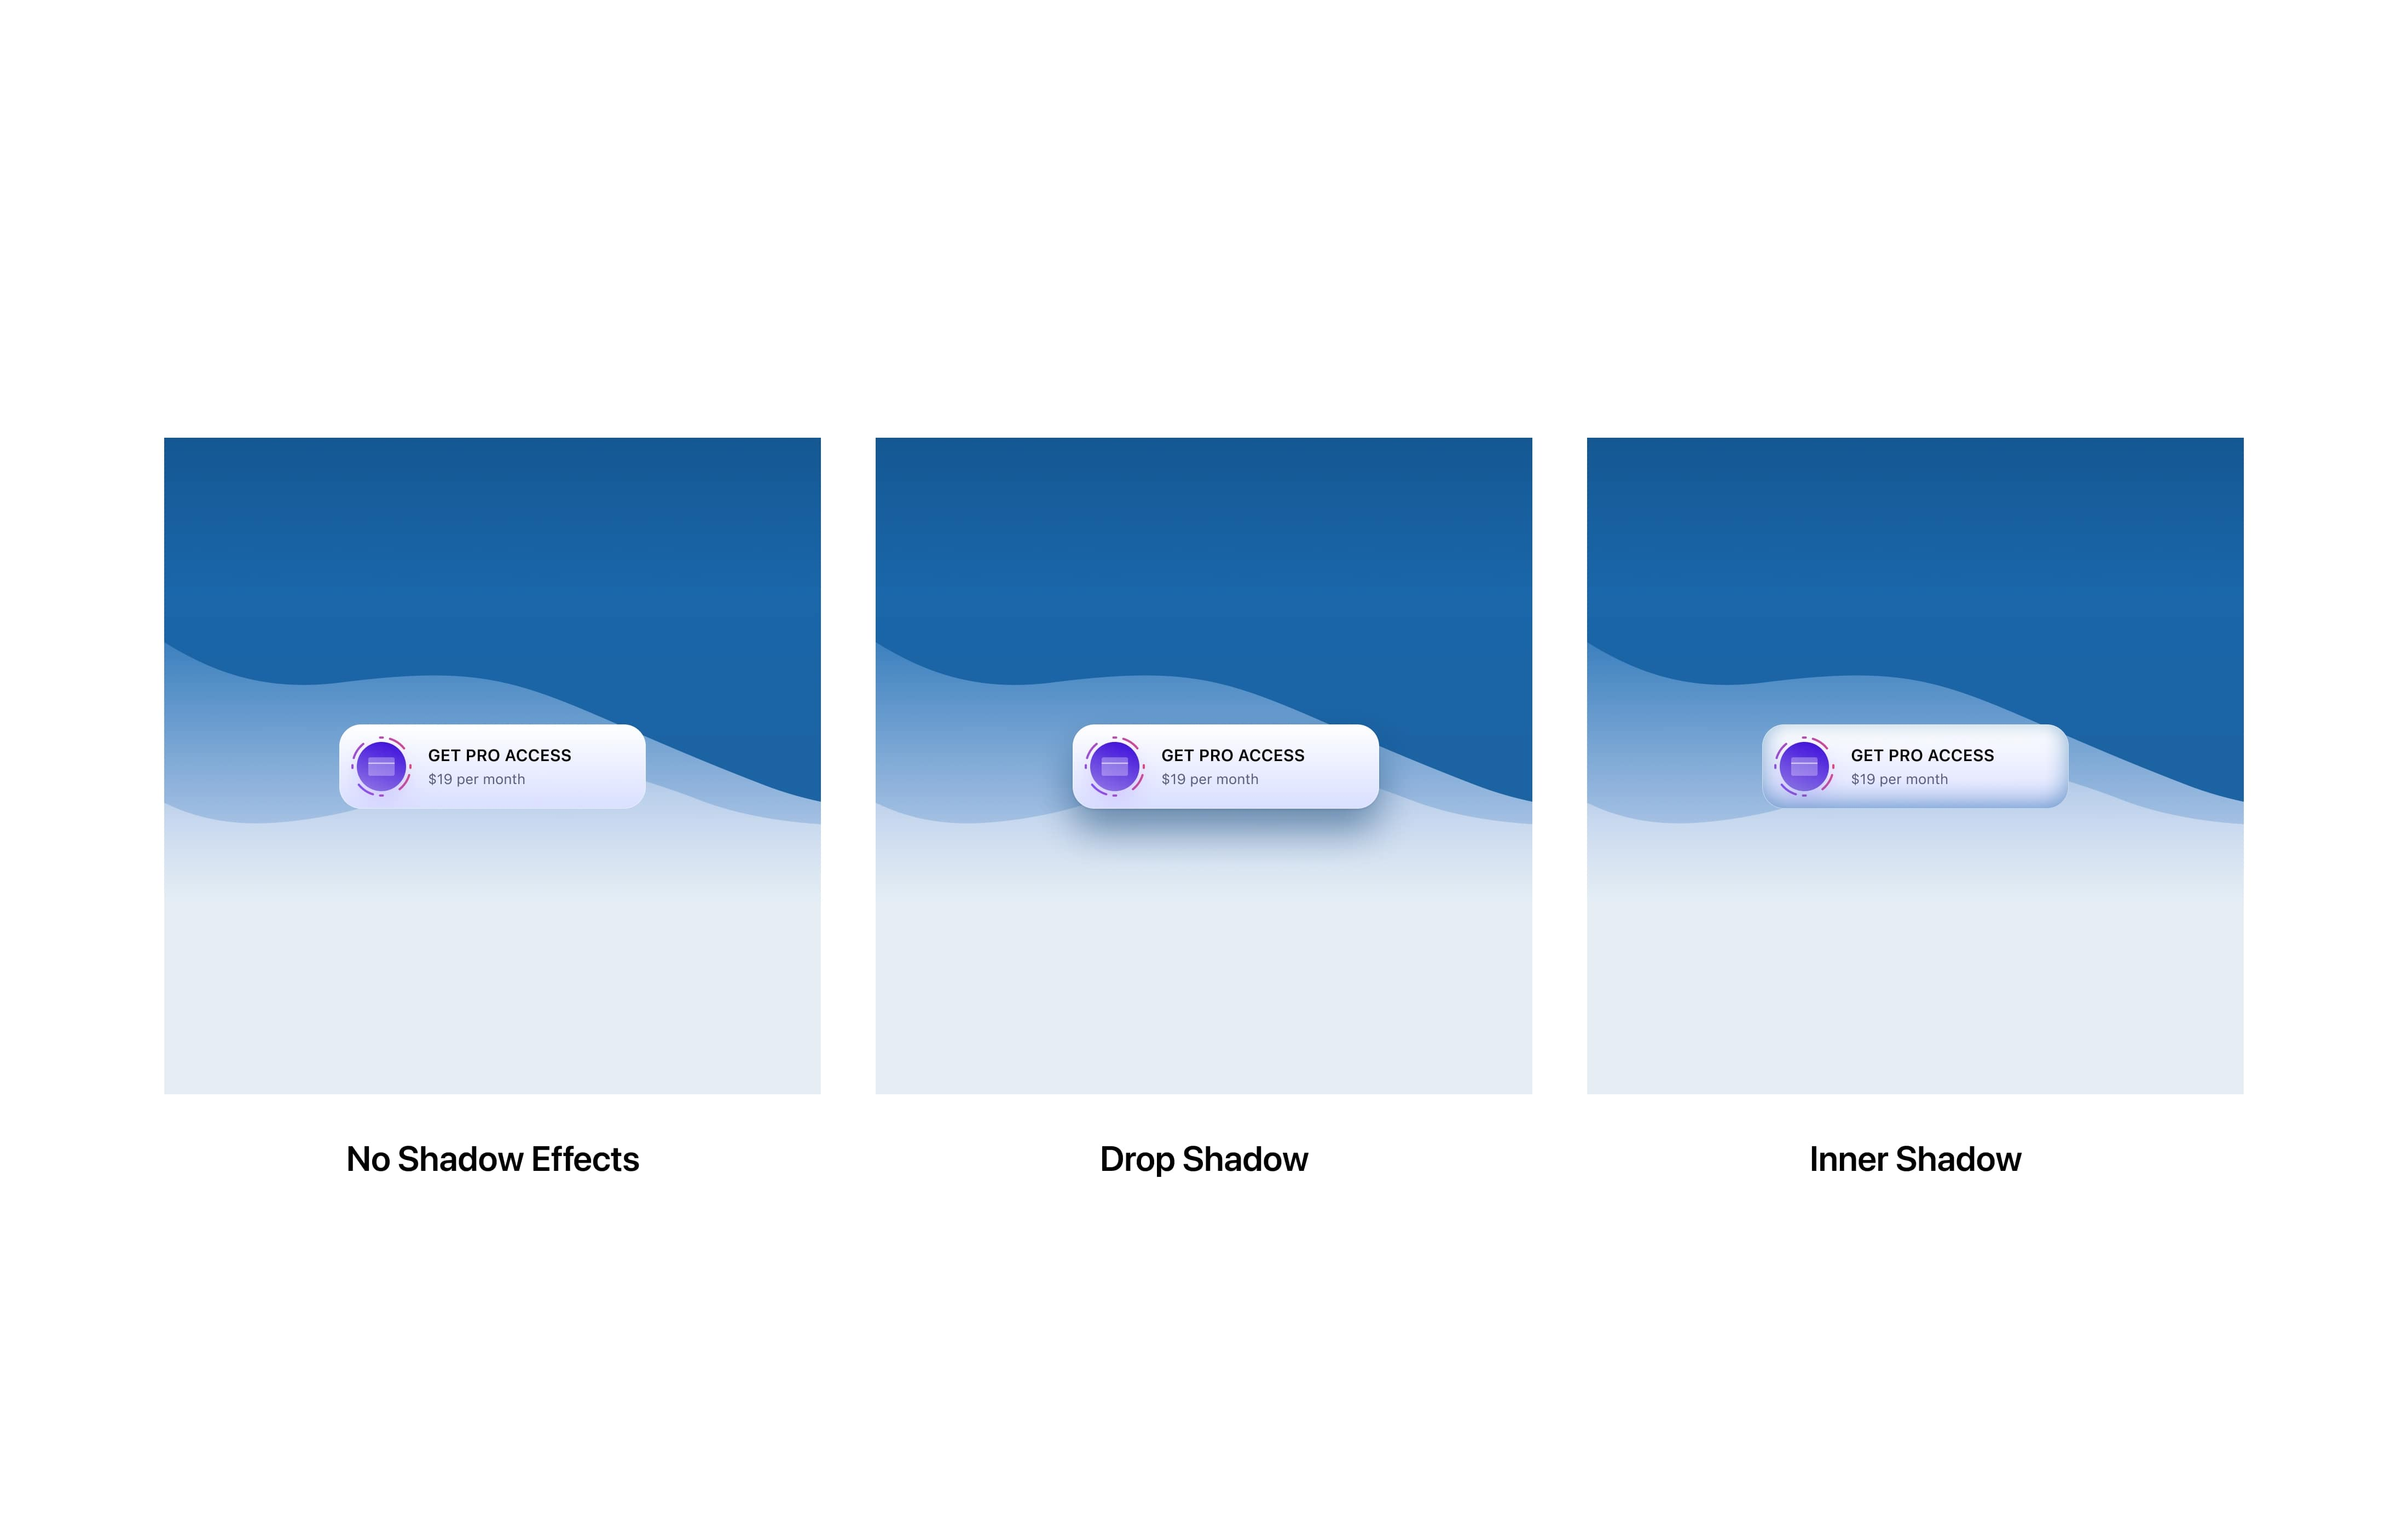 GET PRO ACCESS
$19 per month
GET PRO ACCESS
$19 per month
GET PRO ACCESS
$19 per month
No Shadow Effects
Drop Shadow
Inner Shadow